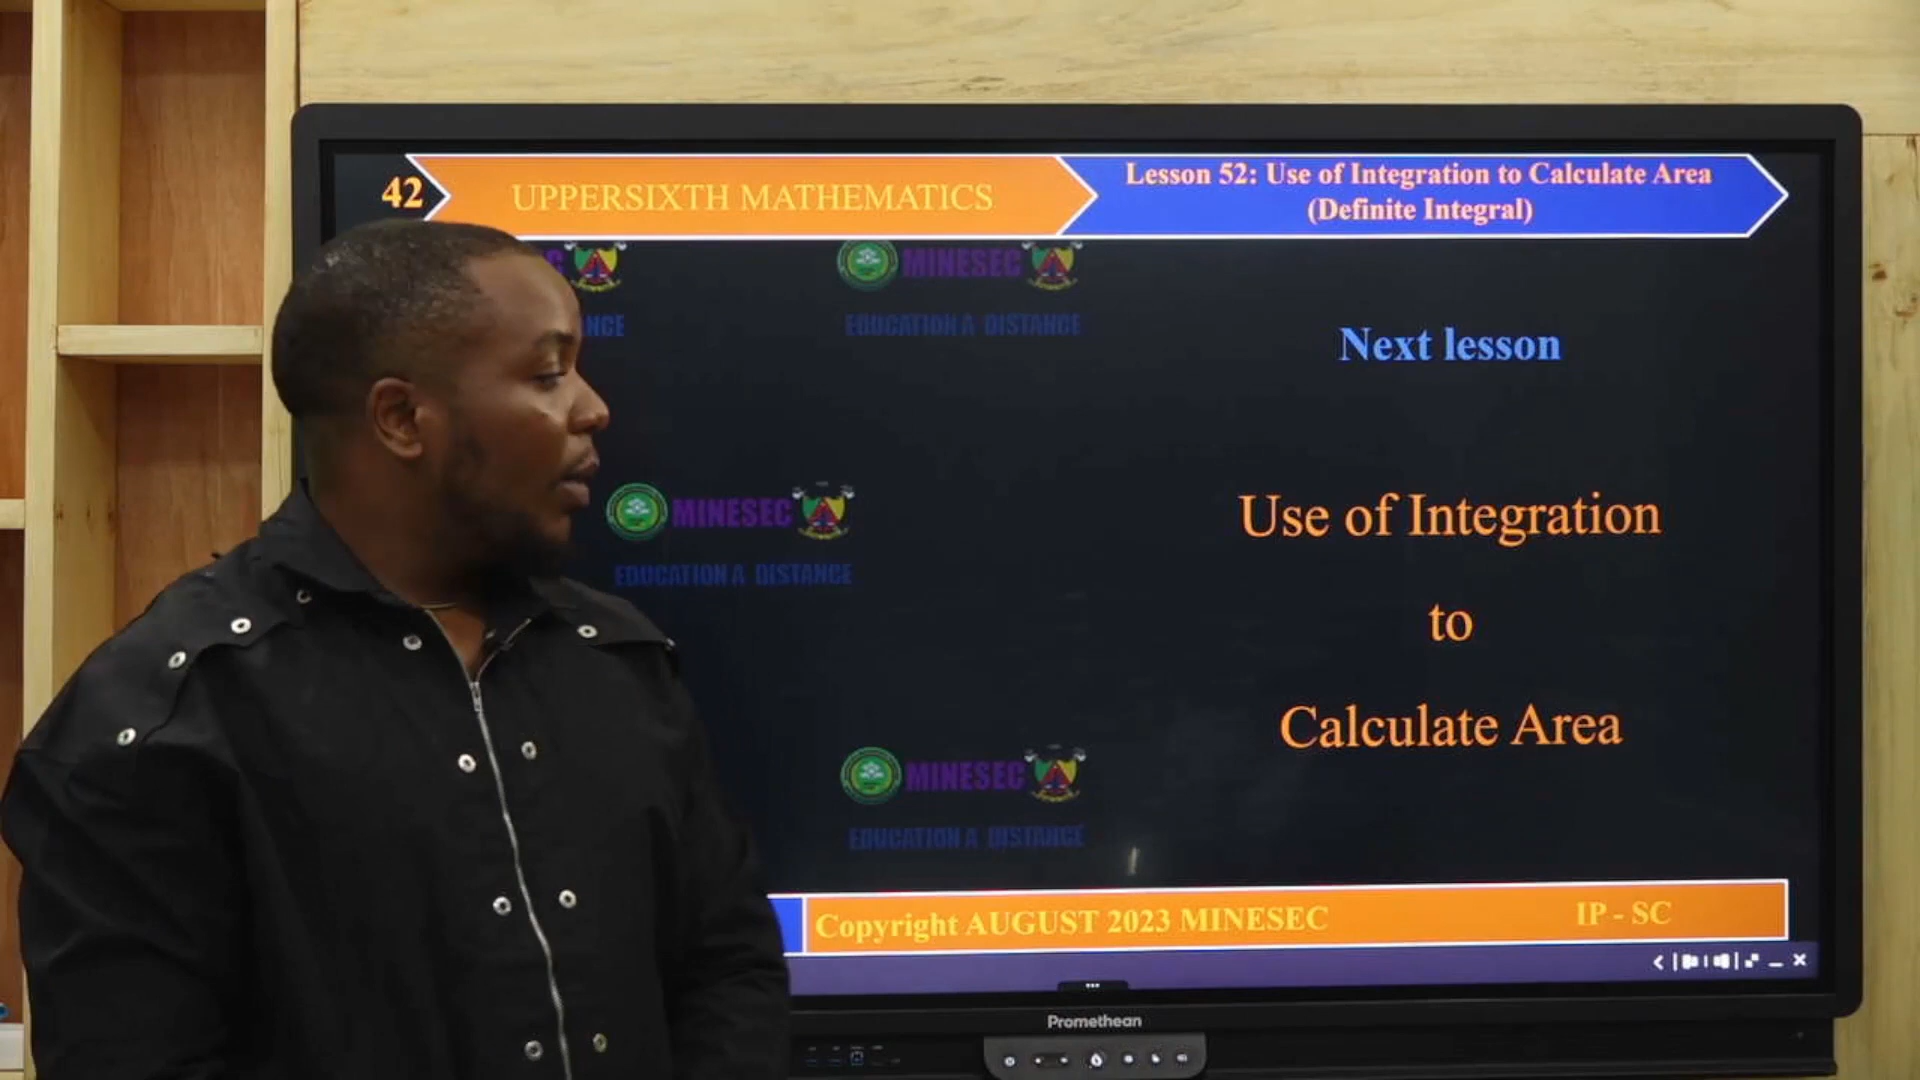 42
UPPERSIXTH MATHEMATICS
Lesson 52: Use of Integration to Calculate Area
(Definite Integral)
MINESEC
EDUCATION A DISTANCE
Next lesson
Use of Integration
to
Calculate Area
MINESEC
EDUCATION A DISTANCE
MINESEC
EDUCATION A DISTANCE
Copyright AUGUST 2023 MINESEC
IP - SC
Promethean